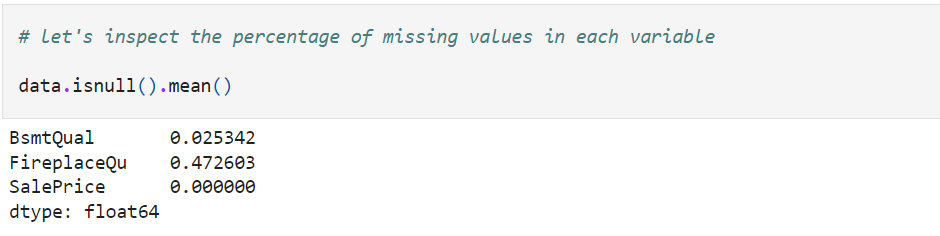 # let's inspect the percentage of missing values in each variable
data.isnull().mean()
BsmtQual 0.025342
FireplaceQu 0.472603
SalePrice 0.000000
dtype: float64